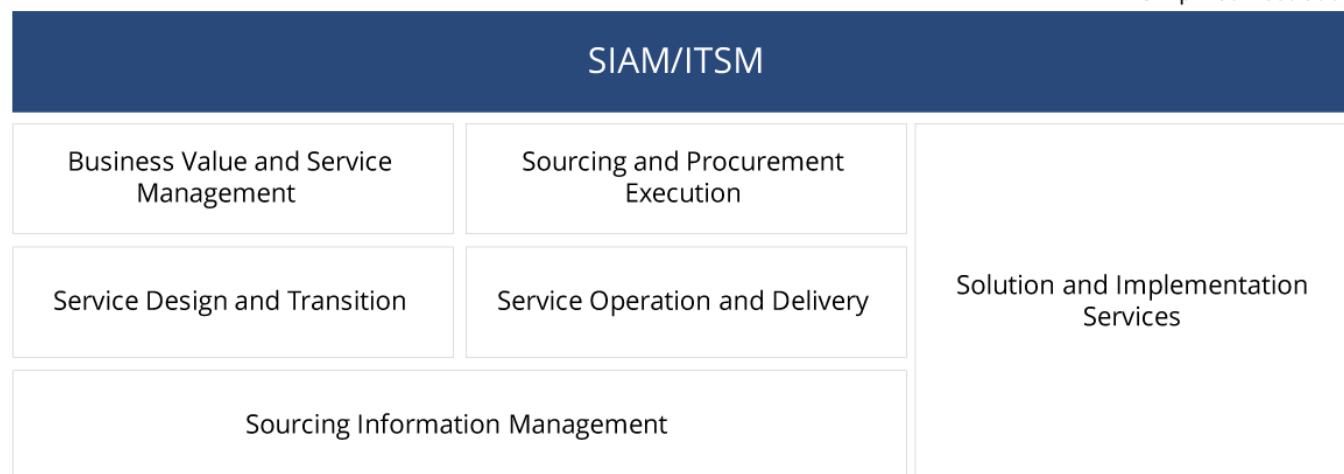 SIAM/ITSM
Business Value and Service
Management
Sourcing and Procurement
Execution
Service Design and Transition
Service Operation and Delivery
Solution and Implementation
Services
Sourcing Information Management